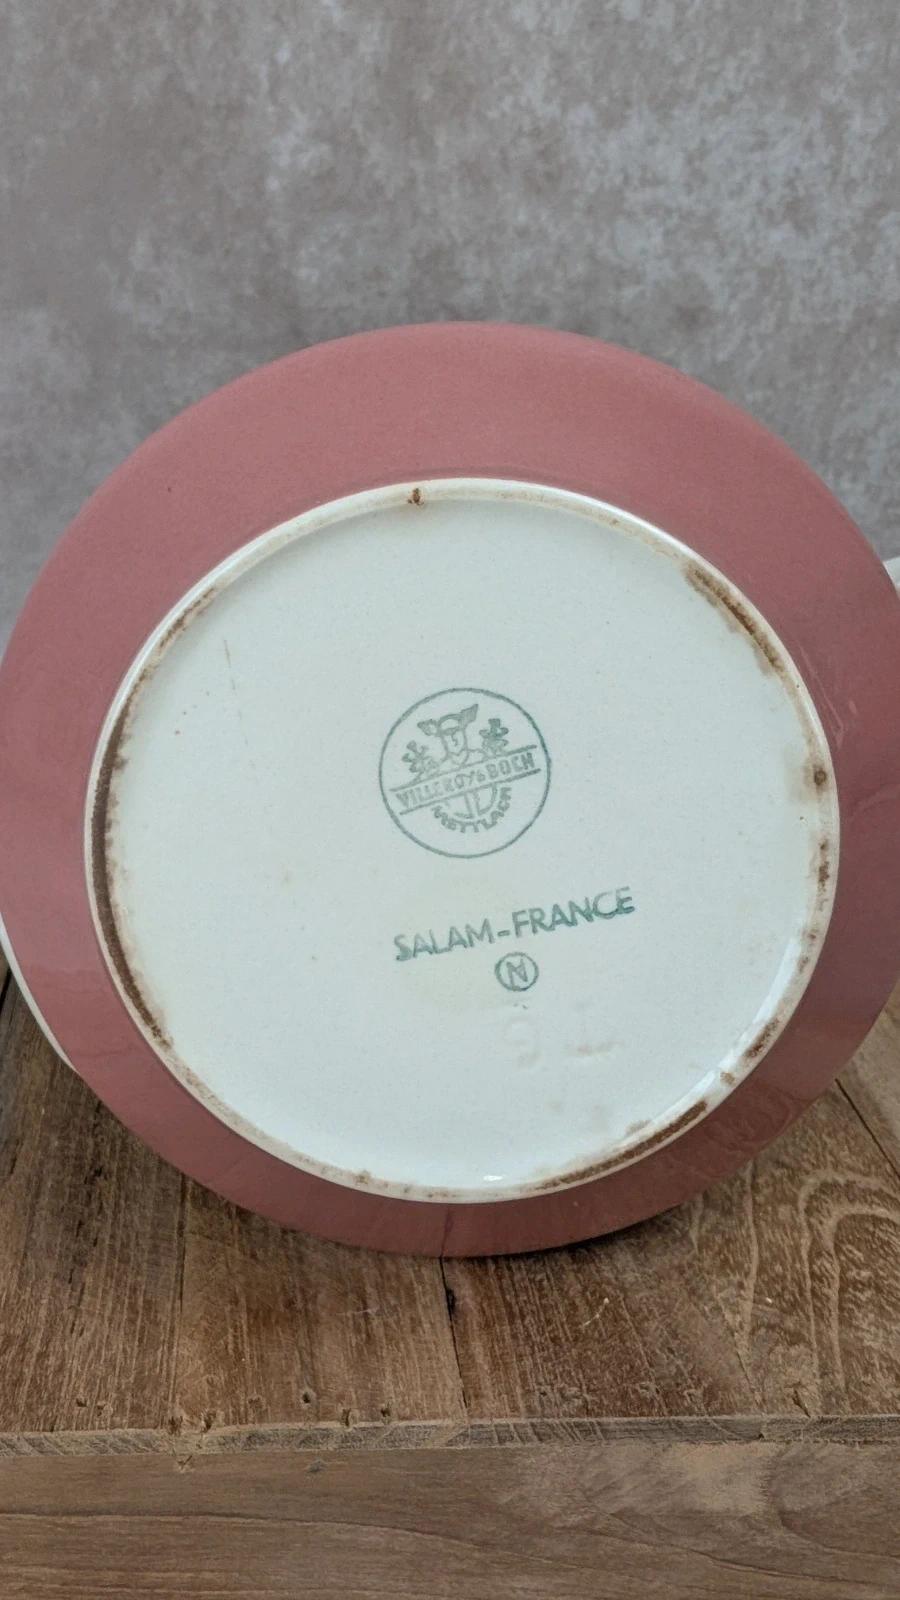 VILLEROY & BOCH
METTLACH
SALAM-FRANCE
N